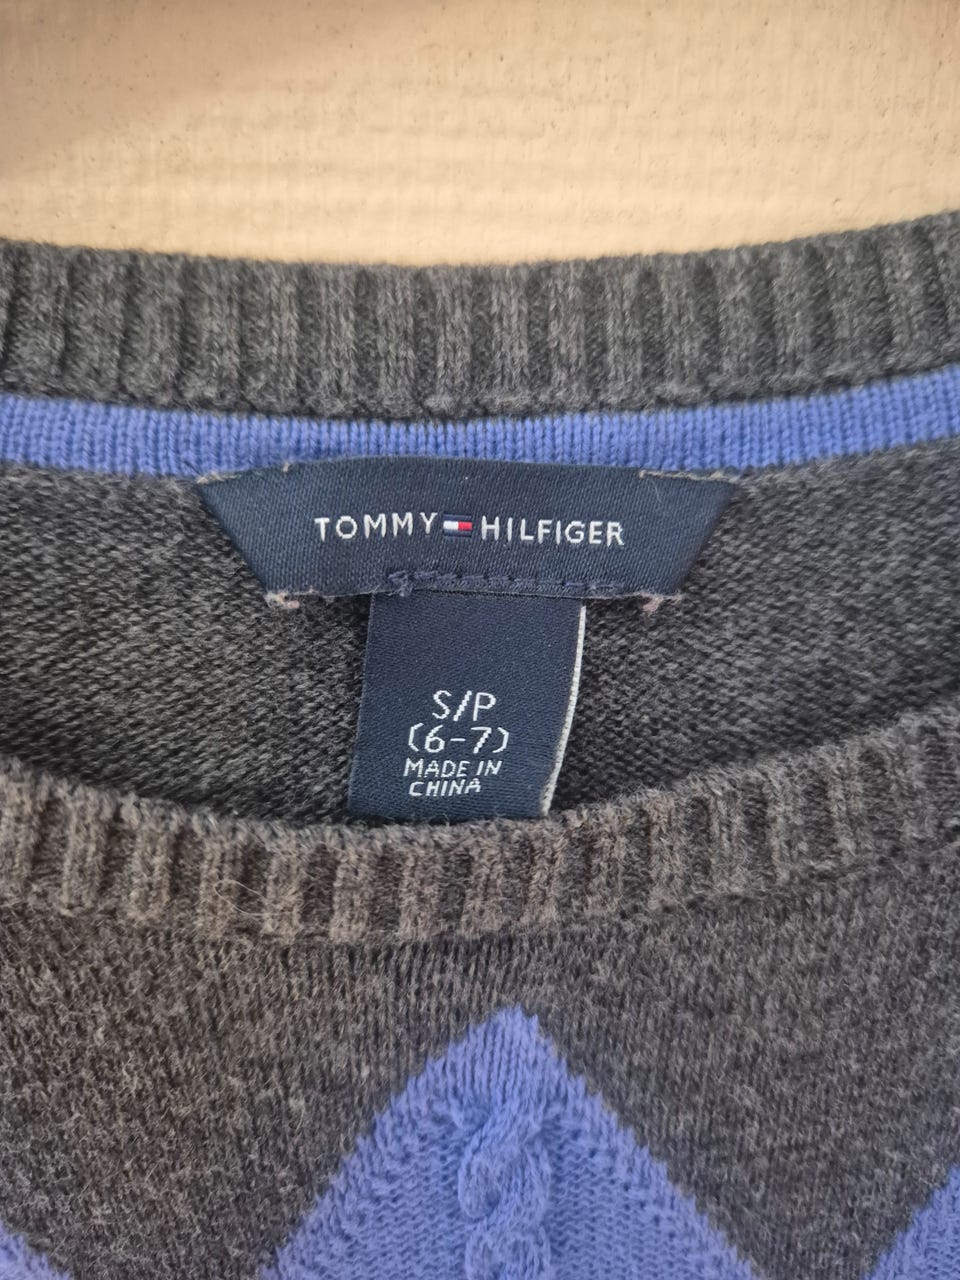 TOMMY HILFIGER
S/P
(6-7)
MADE IN
CHINA